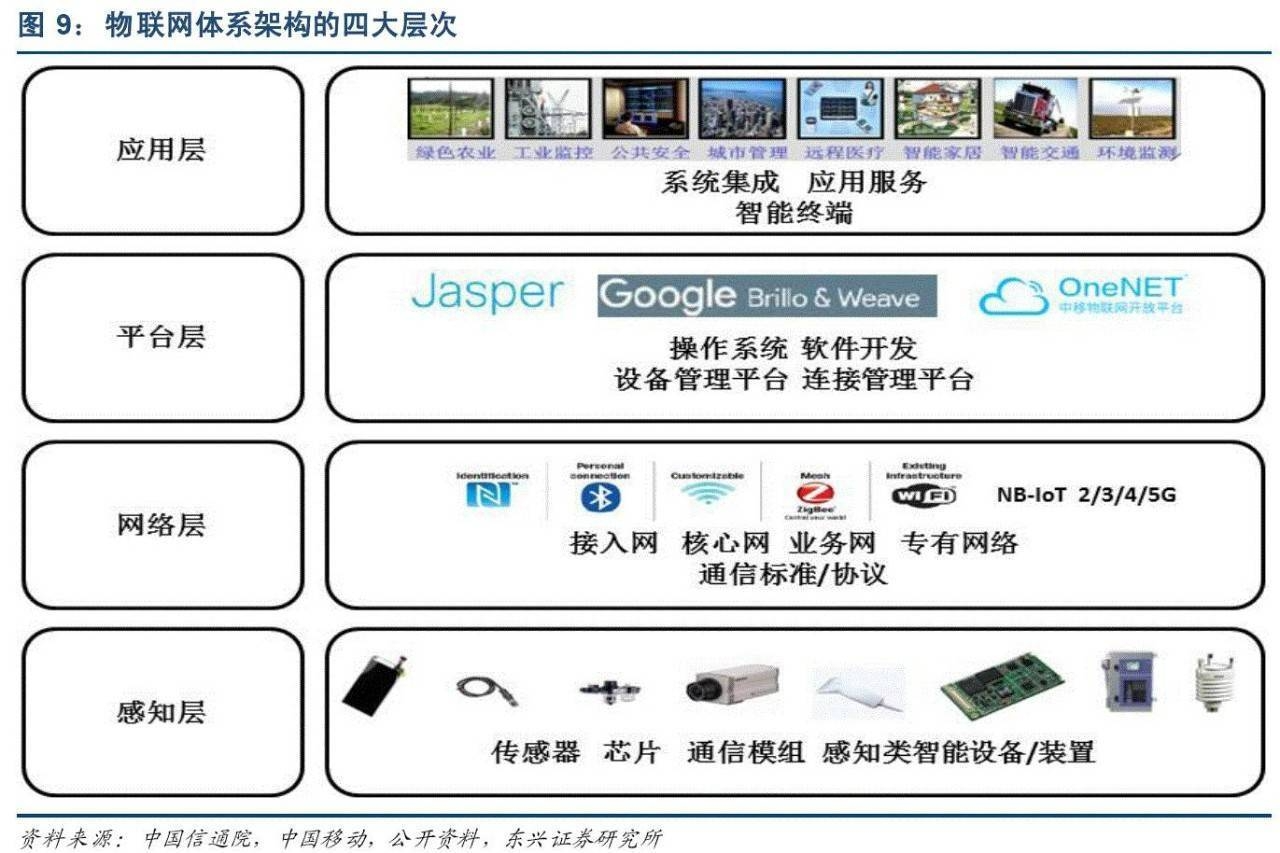 图 9：物联网体系架构的四大层次
应用层
绿色农业 工业监控 公共安全 城市管理 远程医疗 智能家居 智能交通 环境监测
系统集成 应用服务
智能终端
平台层
Jasper Google Brillo & Weave OneNET
中移物联网开放平台
操作系统 软件开发
设备管理平台 连接管理平台
网络层
Identification
Personal connection
Customizable
Mesh
ZigBee
Control your world
Existing infrastructure
Wi Fi
NB-IoT 2/3/4/5G
接入网 核心网 业务网 专有网络
通信标准/协议
感知层
传感器 芯片 通信模组 感知类智能设备/装置
资料来源：中国信通院，中国移动，公开资料，东兴证券研究所